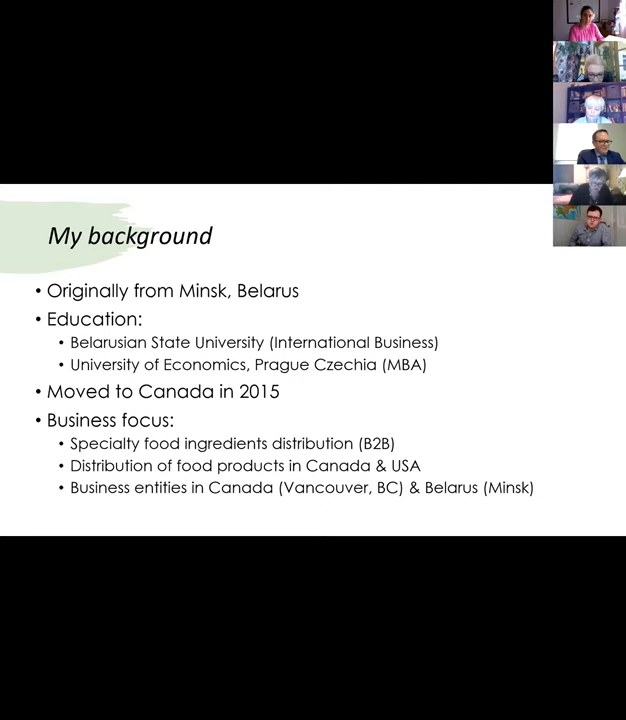 My background
• Originally from Minsk, Belarus
• Education:
• Belarusian State University (International Business)
• University of Economics, Prague Czechia (MBA)
• Moved to Canada in 2015
• Business focus:
• Specialty food ingredients distribution (B2B)
• Distribution of food products in Canada & USA
• Business entities in Canada (Vancouver, BC) & Belarus (Minsk)